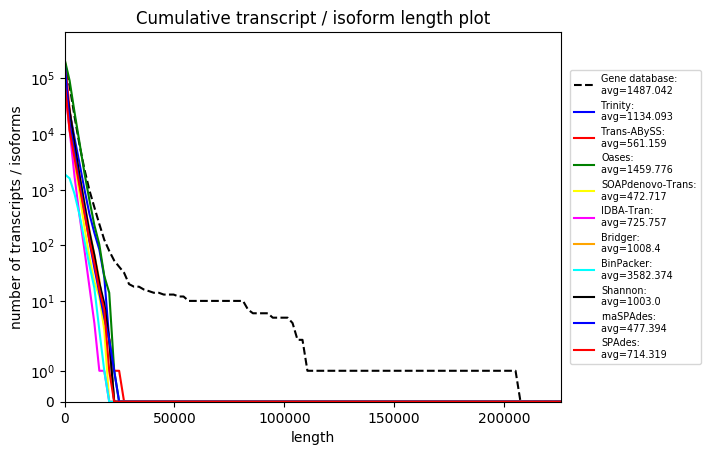 Cumulative transcript / isoform length plot
number of transcripts / isoforms
10^5
10^4
10^3
10^2
10^1
10^0
0
0
50000
100000
150000
200000
length
Gene database:
avg=1487.042
Trinity:
avg=1134.093
Trans-ABySS:
avg=561.159
Oases:
avg=1459.776
SOAPdenovo-Trans:
avg=472.717
IDBA-Tran:
avg=725.757
Bridger:
avg=1008.4
BinPacker:
avg=3582.374
Shannon:
avg=1003.0
rnaSPAdes:
avg=477.394
SPAdes:
avg=714.319